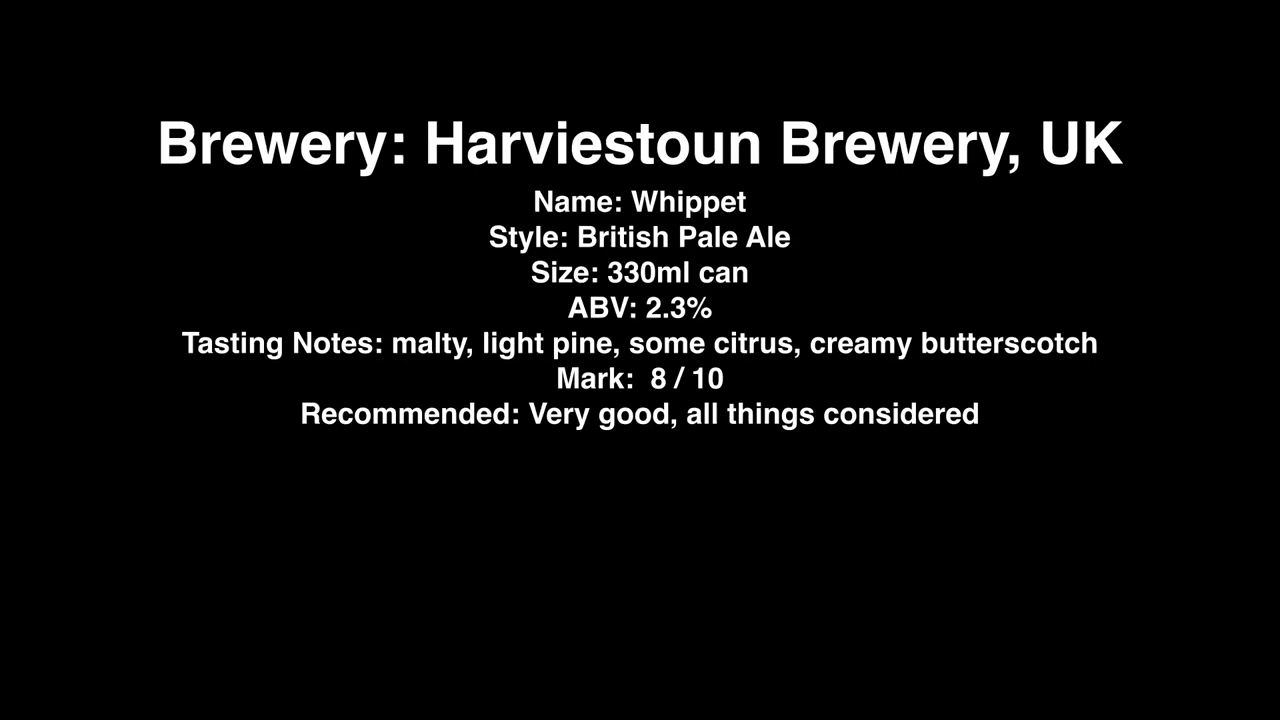 Brewery: Harviestoun Brewery, UK
Name: Whippet
Style: British Pale Ale
Size: 330ml can
ABV: 2.3%
Tasting Notes: malty, light pine, some citrus, creamy butterscotch
Mark:  8 / 10
Recommended: Very good, all things considered